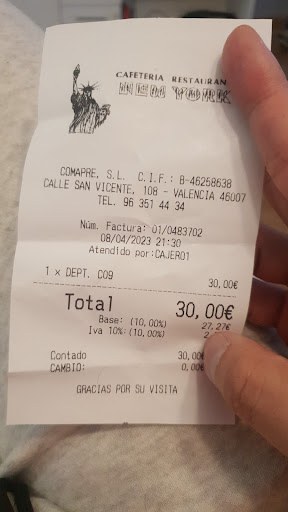 CAFETERIA RESTAURAN
NEW YORK
COMAPRE, S.L. C.I.F.: B-46258638
CALLE SAN VICENTE, 108 - VALENCIA 46007
TEL. 96 351 44 34
Núm. Factura: 01/0483702
08/04/2023 21:30
Atendido por:CAJERO1
1 x DEPT. C09 30,00€
Total 30,00€
Base: (10,00%) 27,27€
Iva 10%:(10,00%)
Contado 30,00€
CAMBIO: 0,00€
GRACIAS POR SU VISITA